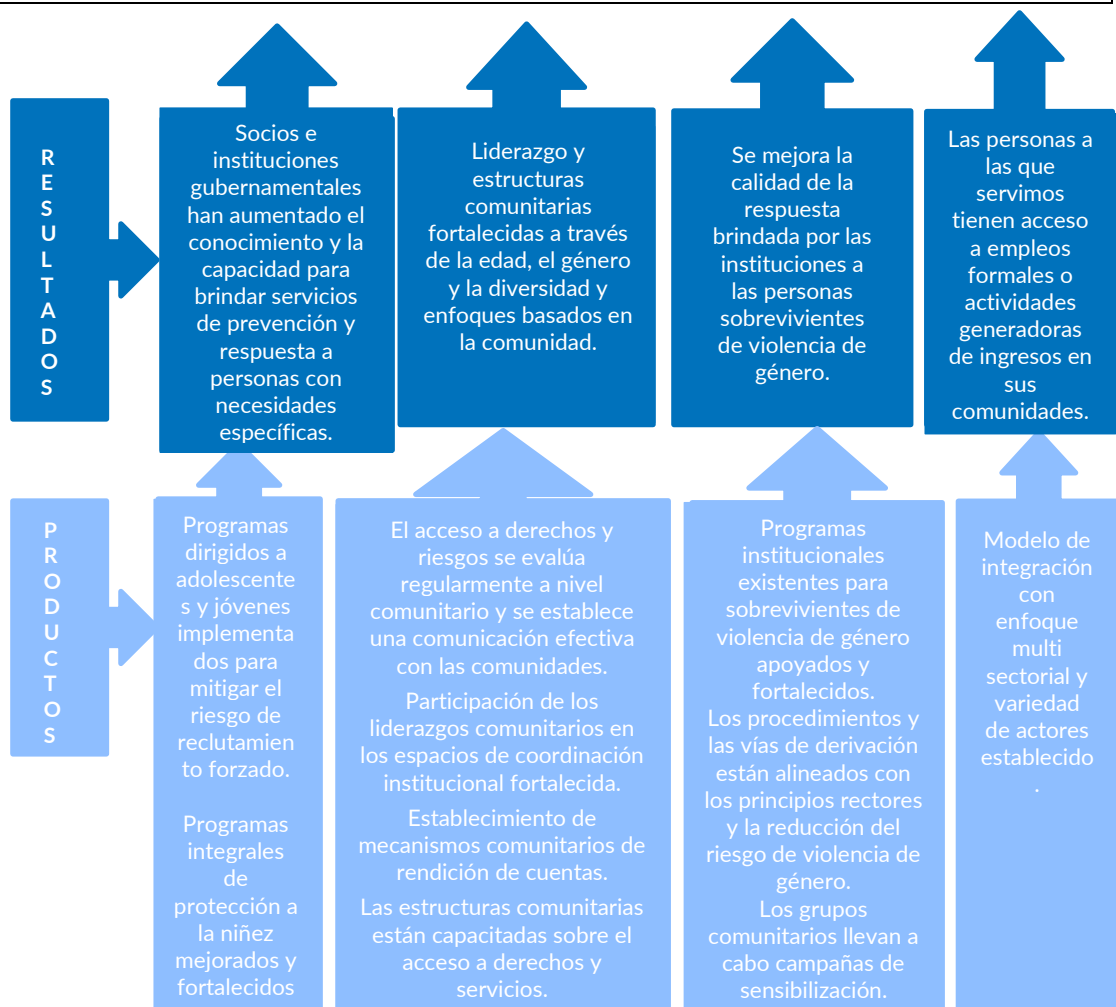 RESULTADOS
Socios e
instituciones
gubernamentales
han aumentado el
conocimiento y la
capacidad para
brindar servicios
de prevención y
respuesta a
personas con
necesidades
específicas.
Liderazgo y
estructuras
comunitarias
fortalecidas a través
de la edad, el género
y la diversidad y
enfoques basados en
la comunidad.
Se mejora la
calidad de la
respuesta
brindada por las
instituciones a
las personas
sobrevivientes
de violencia de
género.
Las personas a
las que
servimos
tienen acceso
a empleos
formales o
actividades
generadoras
de ingresos en
sus
comunidades.
PRODUCTOS
Programas
dirigidos a
adolescente
s y jóvenes
implementa
dos para
mitigar el
riesgo de
reclutamien
to forzado.
Programas
integrales
de
protección a
la niñez
mejorados y
fortalecidos
El acceso a derechos y
riesgos se evalúa
regularmente a nivel
comunitario y se establece
una comunicación efectiva
con las comunidades.
Participación de los
liderazgos comunitarios en
los espacios de coordinación
institucional fortalecida.
Establecimiento de
mecanismos comunitarios de
rendición de cuentas.
Las estructuras comunitarias
están capacitadas sobre el
acceso a derechos y
servicios.
Programas
institucionales
existentes para
sobrevivientes de
violencia de género
apoyados y
fortalecidos.
Los procedimientos y
las vías de derivación
están alineados con
los principios rectores
y la reducción del
riesgo de violencia de
género.
Los grupos
comunitarios llevan a
cabo campañas de
sensibilización.
Modelo de
integración
con
enfoque
multi
sectorial y
variedad
de actores
establecido
.